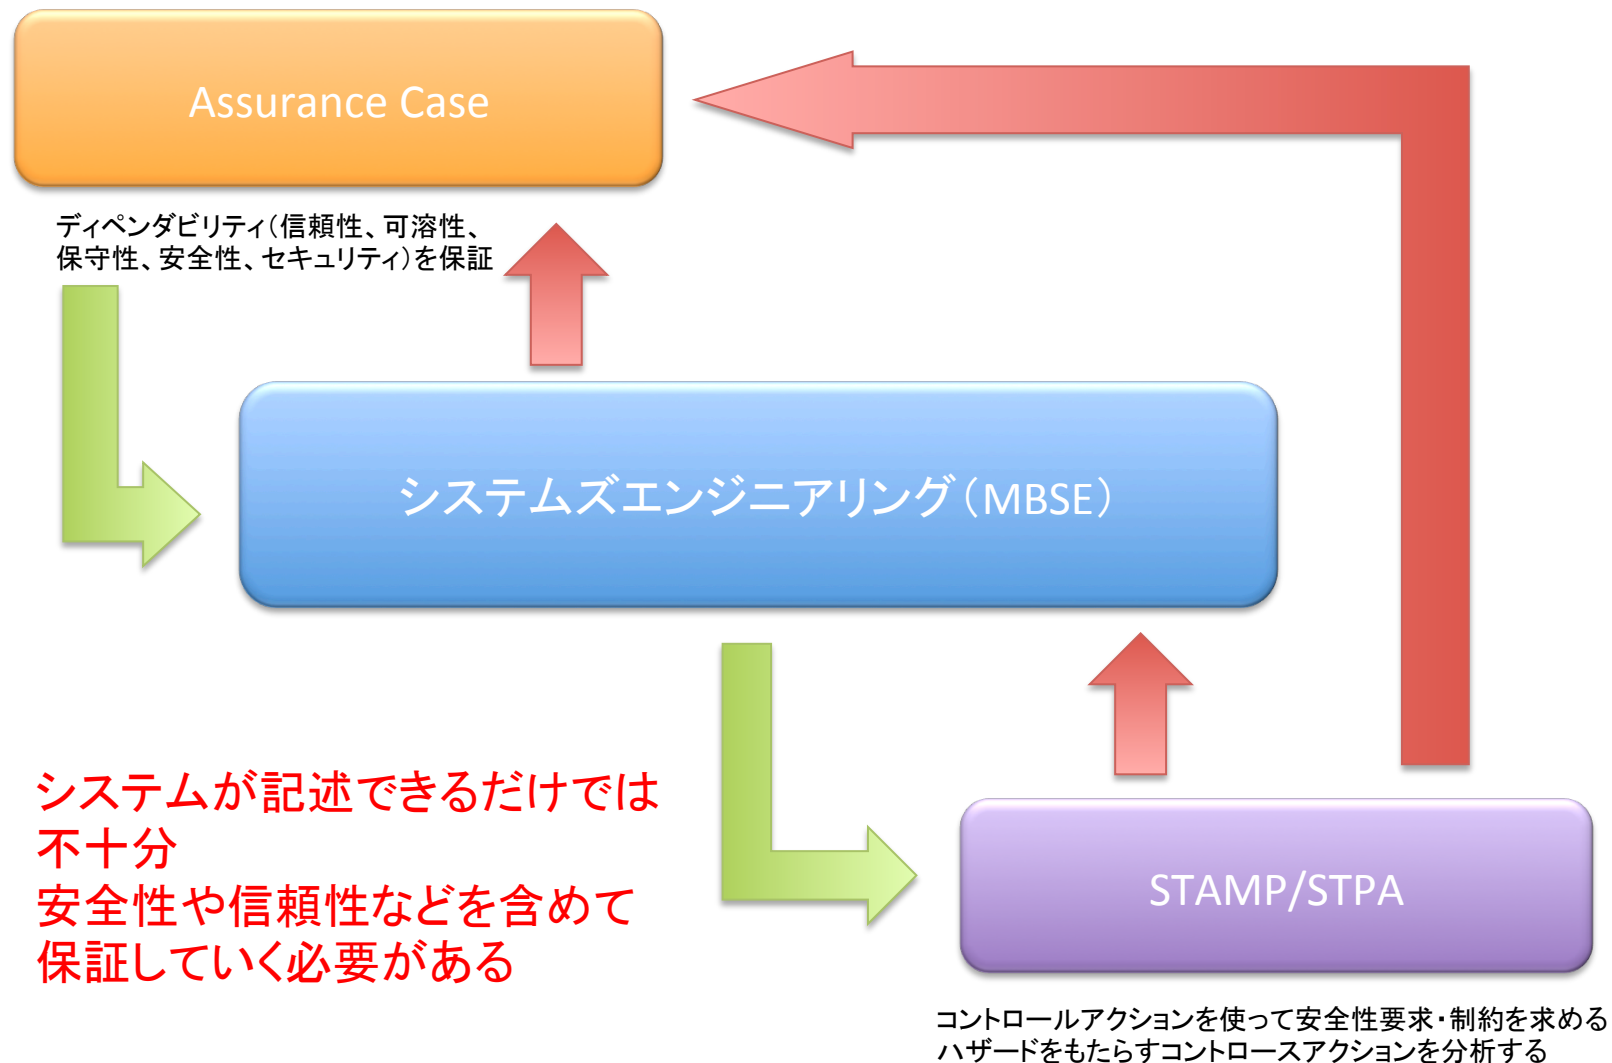 Assurance Case
ディペンダビリティ(信頼性、可溶性、
保守性、安全性、セキュリティ)を保証
システムズエンジニアリング(MBSE)
システムが記述できるだけでは
不十分
安全性や信頼性などを含めて
保証していく必要がある
STAMP/STPA
コントロールアクションを使って安全性要求・制約を求める
ハザードをもたらすコントロースアクションを分析する